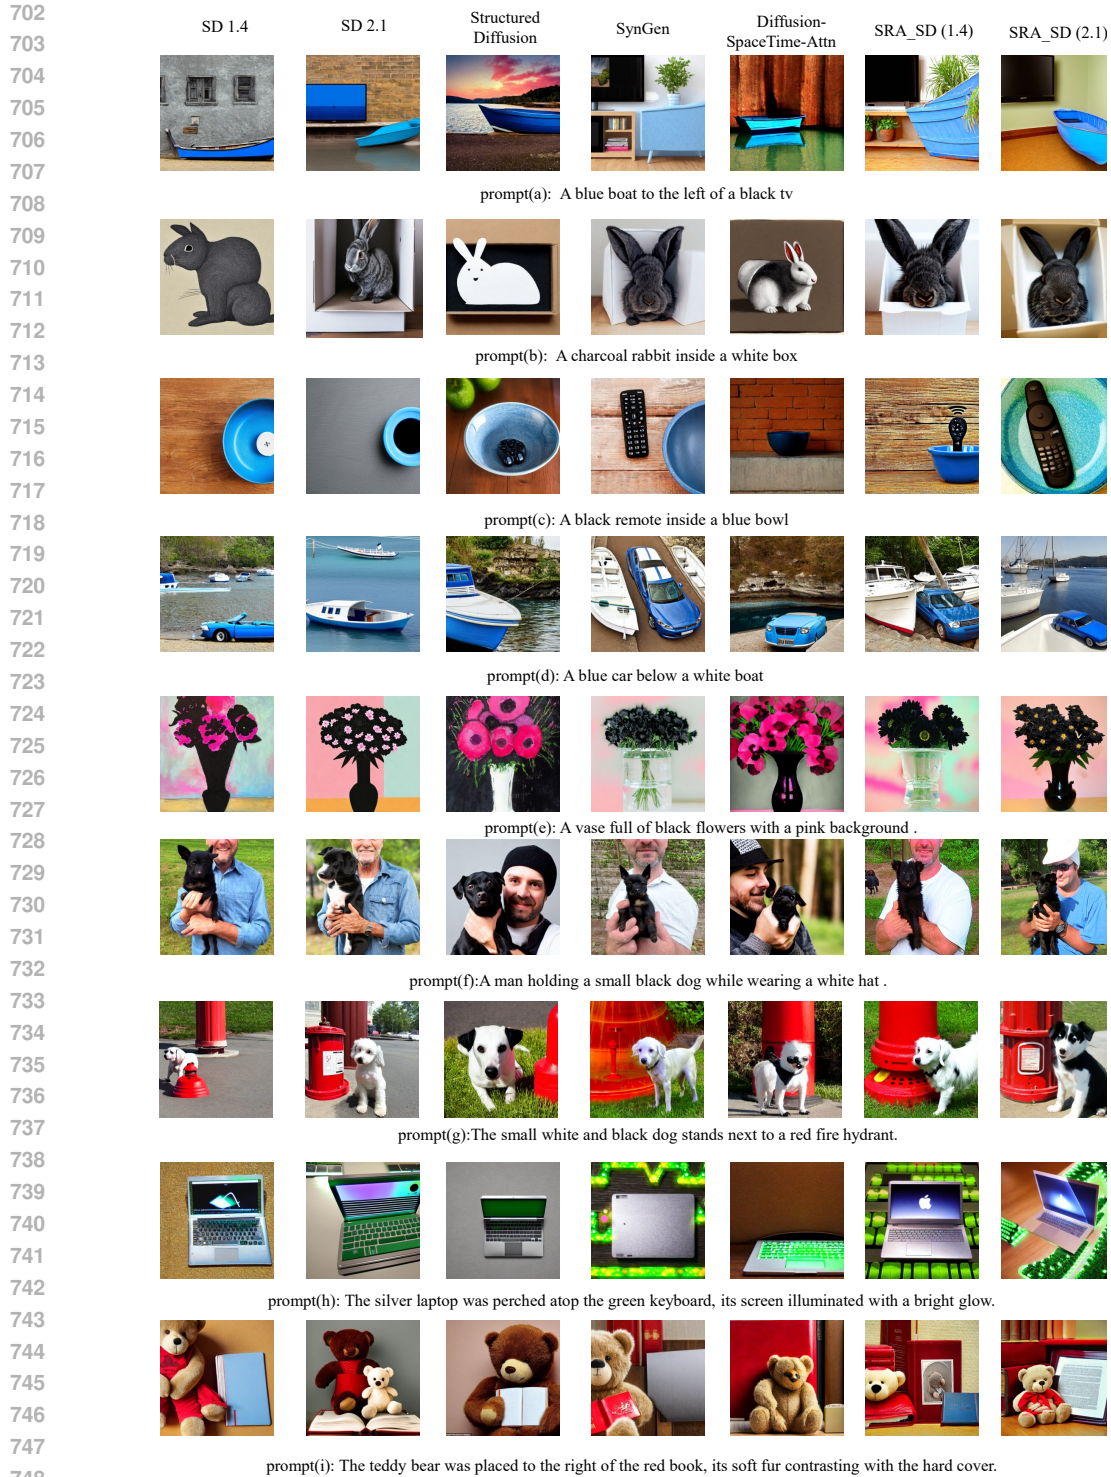 702
703
704
705
706
707
708
709
710
711
712
713
714
715
716
717
718
719
720
721
722
723
724
725
726
727
728
729
730
731
732
733
734
735
736
737
738
739
740
741
742
743
744
745
746
747
748
SD 1.4
SD 2.1
Structured
Diffusion
SynGen
Diffusion-
SpaceTime-Attn
SRA_SD (1.4)
SRA_SD (2.1)
prompt(a): A blue boat to the left of a black tv
prompt(b): A charcoal rabbit inside a white box
prompt(c): A black remote inside a blue bowl
prompt(d): A blue car below a white boat
prompt(e): A vase full of black flowers with a pink background .
prompt(f):A man holding a small black dog while wearing a white hat .
prompt(g):The small white and black dog stands next to a red fire hydrant.
prompt(h): The silver laptop was perched atop the green keyboard, its screen illuminated with a bright glow.
prompt(i): The teddy bear was placed to the right of the red book, its soft fur contrasting with the hard cover.